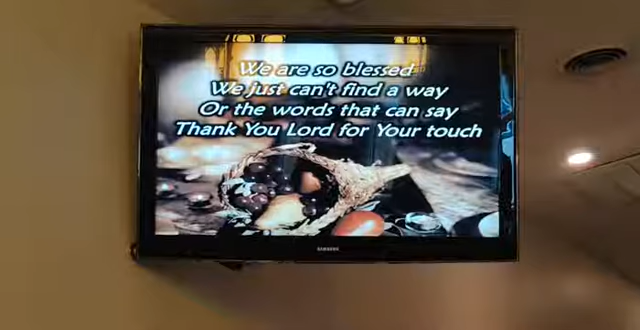 We are so blessed
We just can't find a way
Or the words that can say
Thank You Lord for Your touch
SAMSUNG